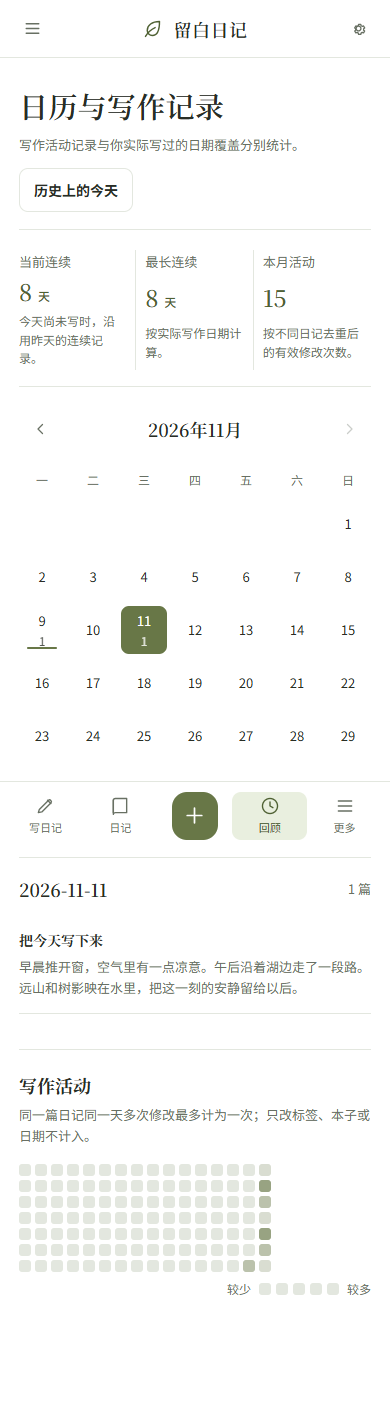 留白日记
日历与写作记录
写作活动记录与你实际写过的日期覆盖分别统计。
历史上的今天
当前连续
8 天
今天尚未写时，沿
用昨天的连续记
录。
最长连续
8 天
按实际写作日期计
算。
本月活动
15
按不同日记去重后
的有效修改次数。
2026年11月
一 二 三 四 五 六 日
1
2 3 4 5 6 7 8
9 10 11 12 13 14 15
1 1
16 17 18 19 20 21 22
23 24 25 26 27 28 29
写日记 日记 回顾 更多
2026-11-11 1 篇
把今天写下来
早晨推开窗，空气里有一点凉意。午后沿着湖边走了一段路。
远山和树影映在水里，把这一刻的安静留给以后。
写作活动
同一篇日记同一天多次修改最多计为一次；只改标签、本子或
日期不计入。
较少 较多